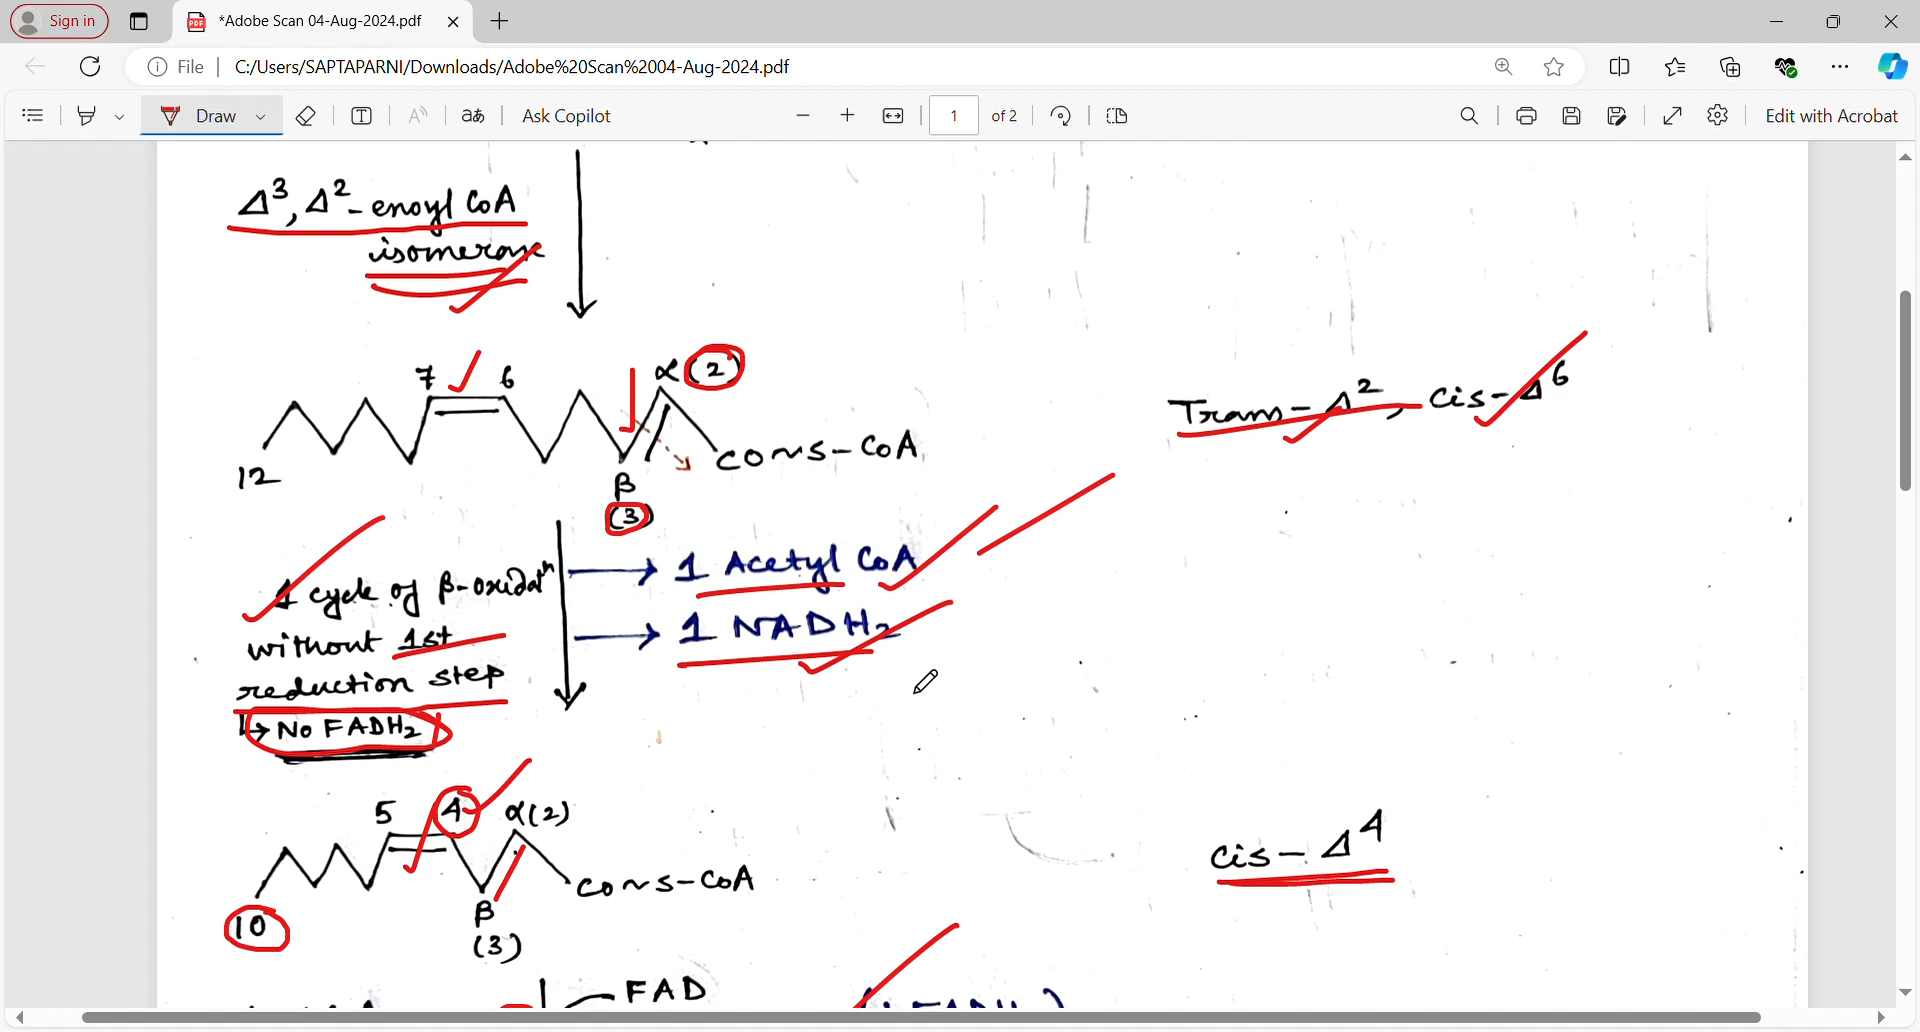 Sign in
*Adobe Scan 04-Aug-2024.pdf
File
C:/Users/SAPTAPARNI/Downloads/Adobe%20Scan%2004-Aug-2024.pdf
Draw
Ask Copilot
1 of 2
Edit with Acrobat
Δ3, Δ2- enoyl CoA
isomerase
7 6 α (2)
12 β (3) CO~S-CoA
Trans-Δ2, Cis-Δ6
1 cycle of β-oxidatn
without 1st
reduction step
↳ No FADH2
→ 1 Acetyl CoA
→ 1 NADH2
5 4 α(2)
CO~S-CoA
10 β
(3)
Cis-Δ4
FAD